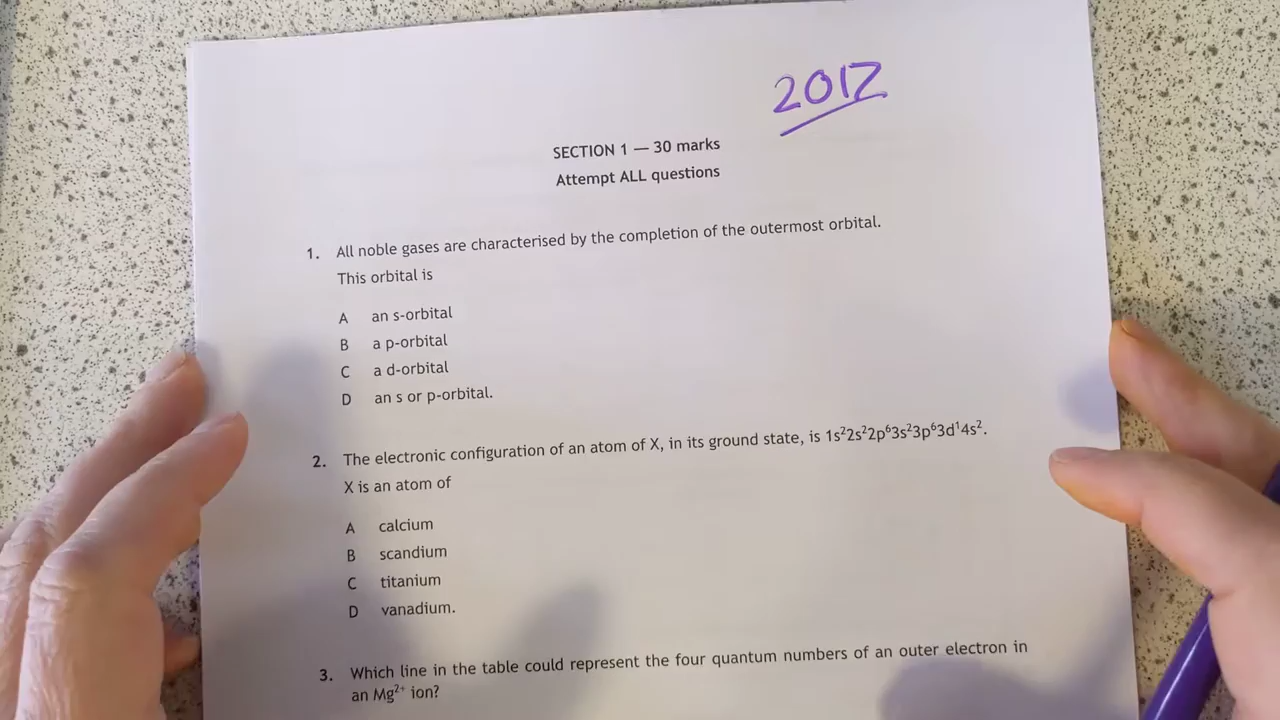 2017
SECTION 1 — 30 marks
Attempt ALL questions
1. All noble gases are characterised by the completion of the outermost orbital.
This orbital is
A an s-orbital
B a p-orbital
C a d-orbital
D an s or p-orbital.
2. The electronic configuration of an atom of X, in its ground state, is 1s²2s²2p⁶3s²3p⁶3d¹4s².
X is an atom of
A calcium
B scandium
C titanium
D vanadium.
3. Which line in the table could represent the four quantum numbers of an outer electron in
an Mg²⁺ ion?